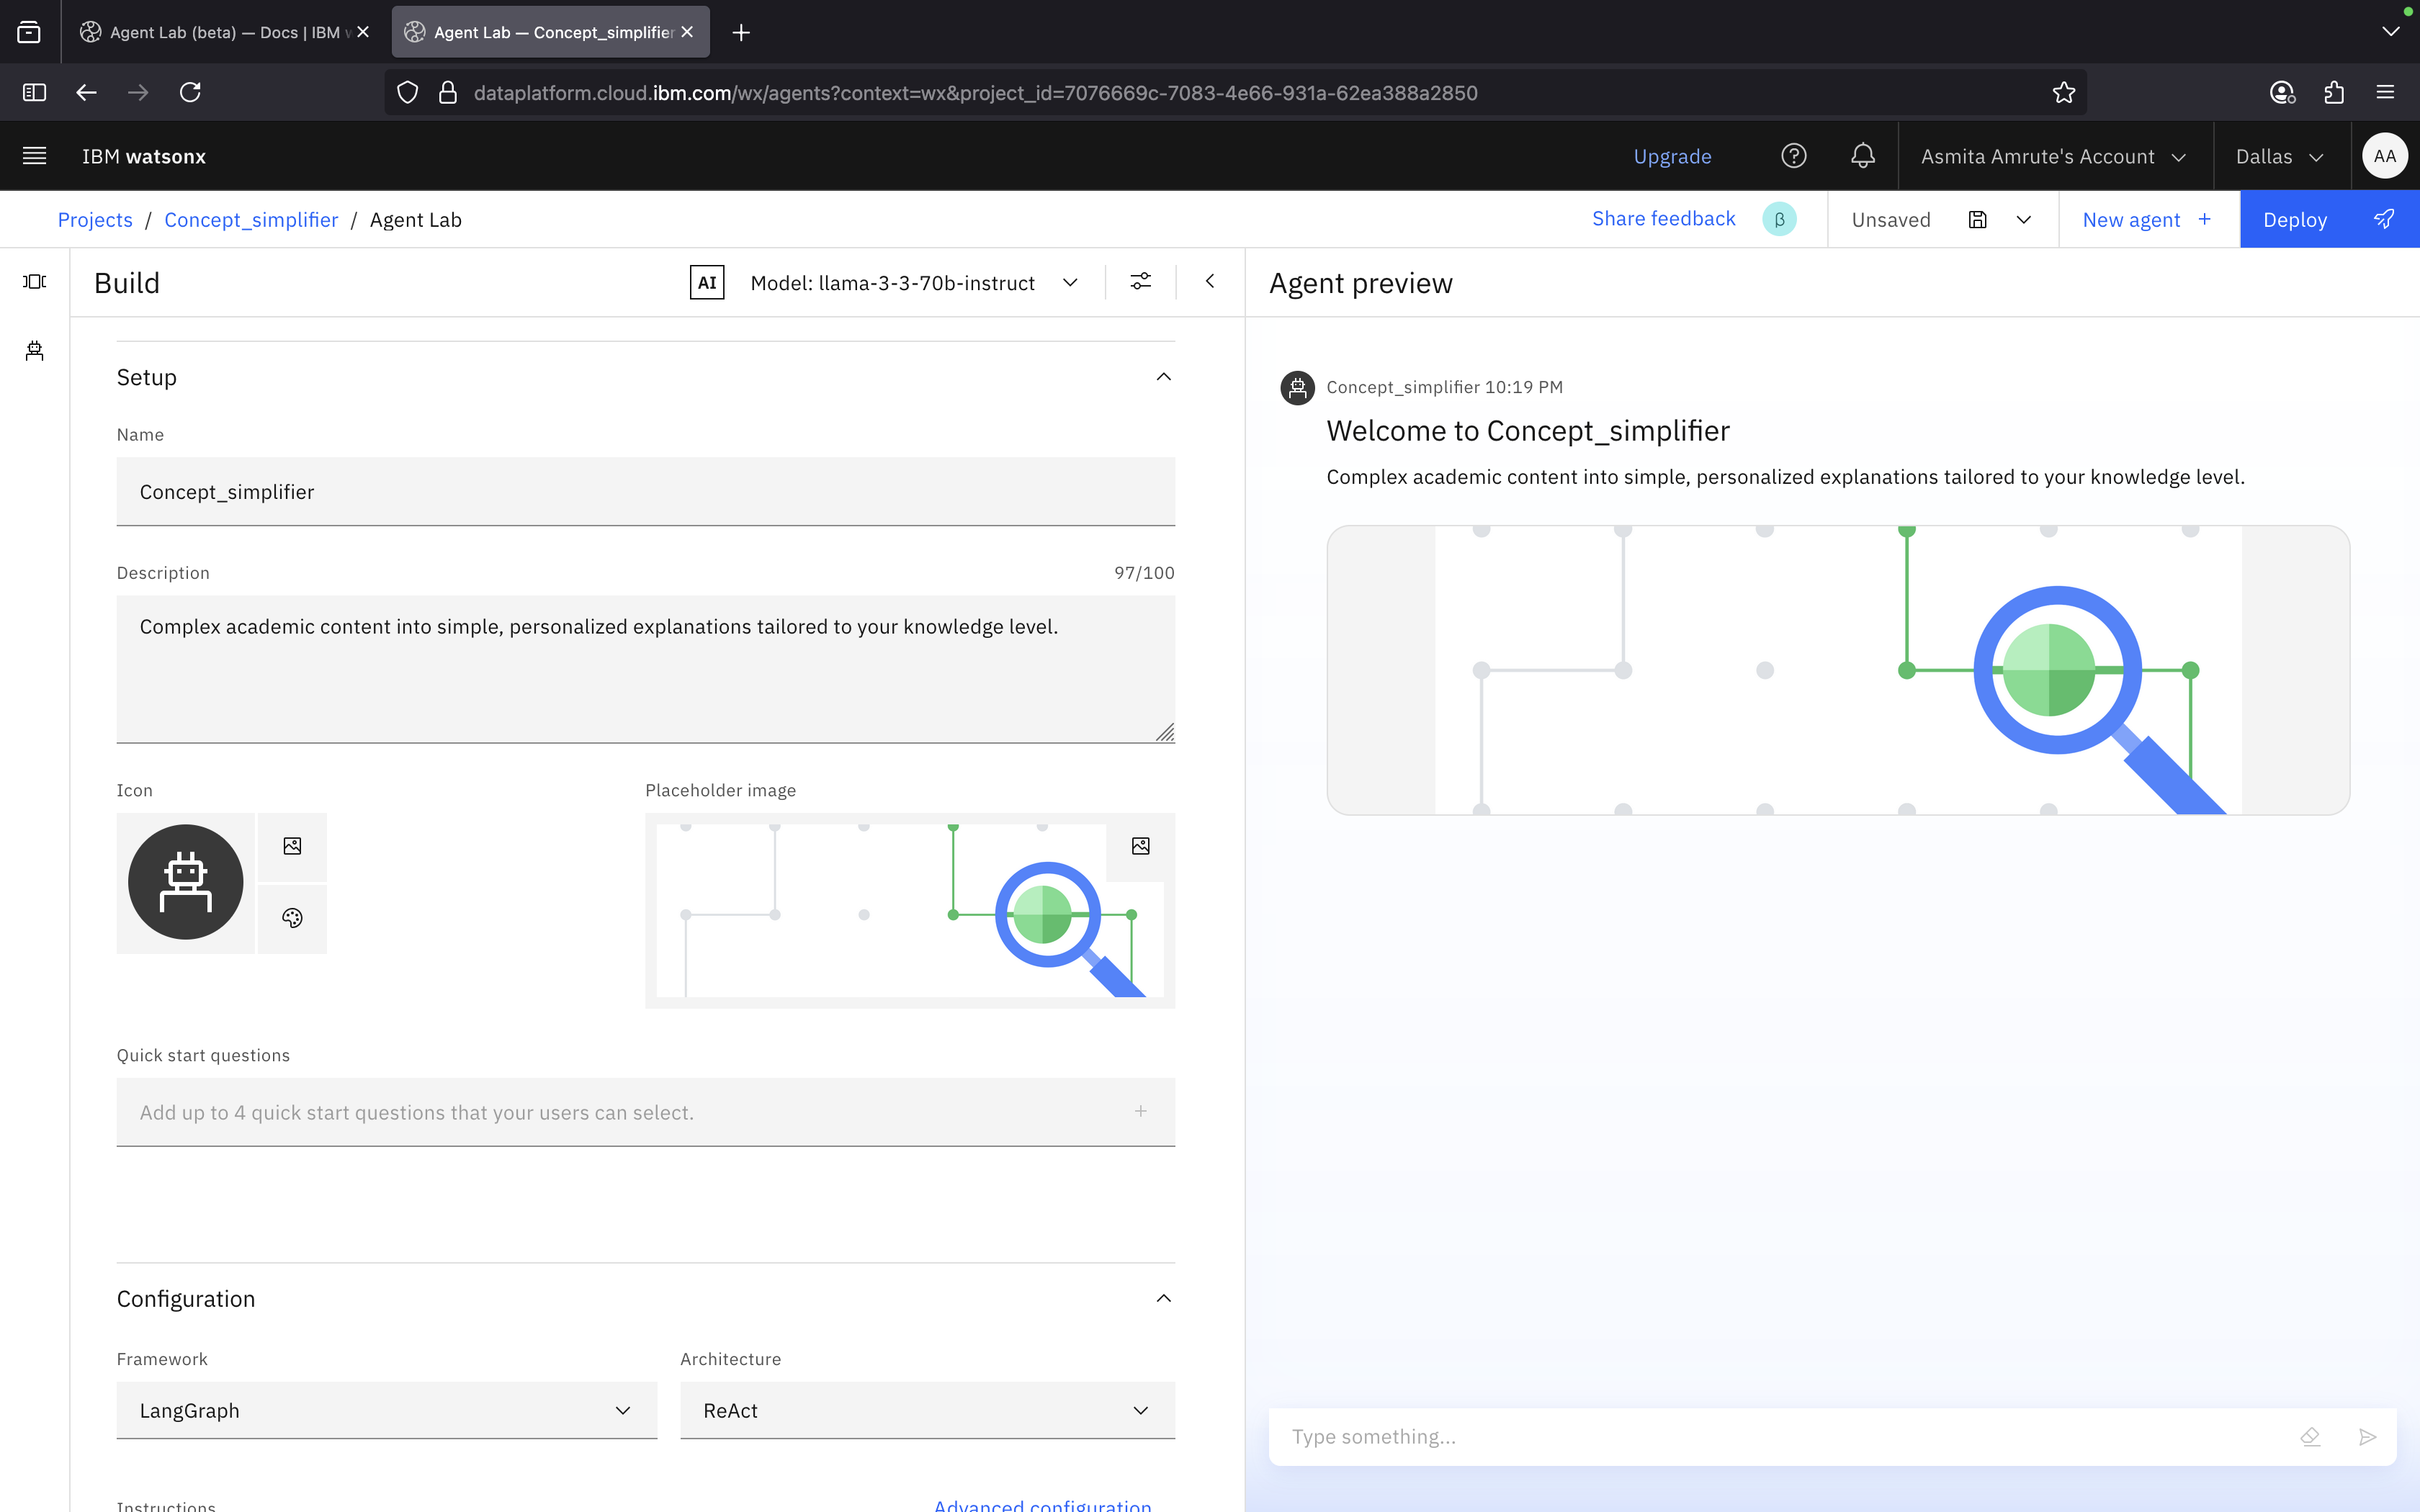 Agent Lab (beta) — Docs | IBM
Agent Lab — Concept_simplifier
dataplatform.cloud.ibm.com/wx/agents?context=wx&project_id=7076669c-7083-4e66-931a-62ea388a2850
IBM watsonx
Upgrade
Asmita Amrute's Account
Dallas
AA
Projects / Concept_simplifier / Agent Lab
Share feedback
β
Unsaved
New agent +
Deploy
Build
AI
Model: llama-3-3-70b-instruct
Agent preview
Setup
Name
Concept_simplifier
Description
97/100
Complex academic content into simple, personalized explanations tailored to your knowledge level.
Icon
Placeholder image
Quick start questions
Add up to 4 quick start questions that your users can select.
Configuration
Framework
Architecture
LangGraph
ReAct
Instructions
Advanced configuration
Concept_simplifier 10:19 PM
Welcome to Concept_simplifier
Complex academic content into simple, personalized explanations tailored to your knowledge level.
Type something...